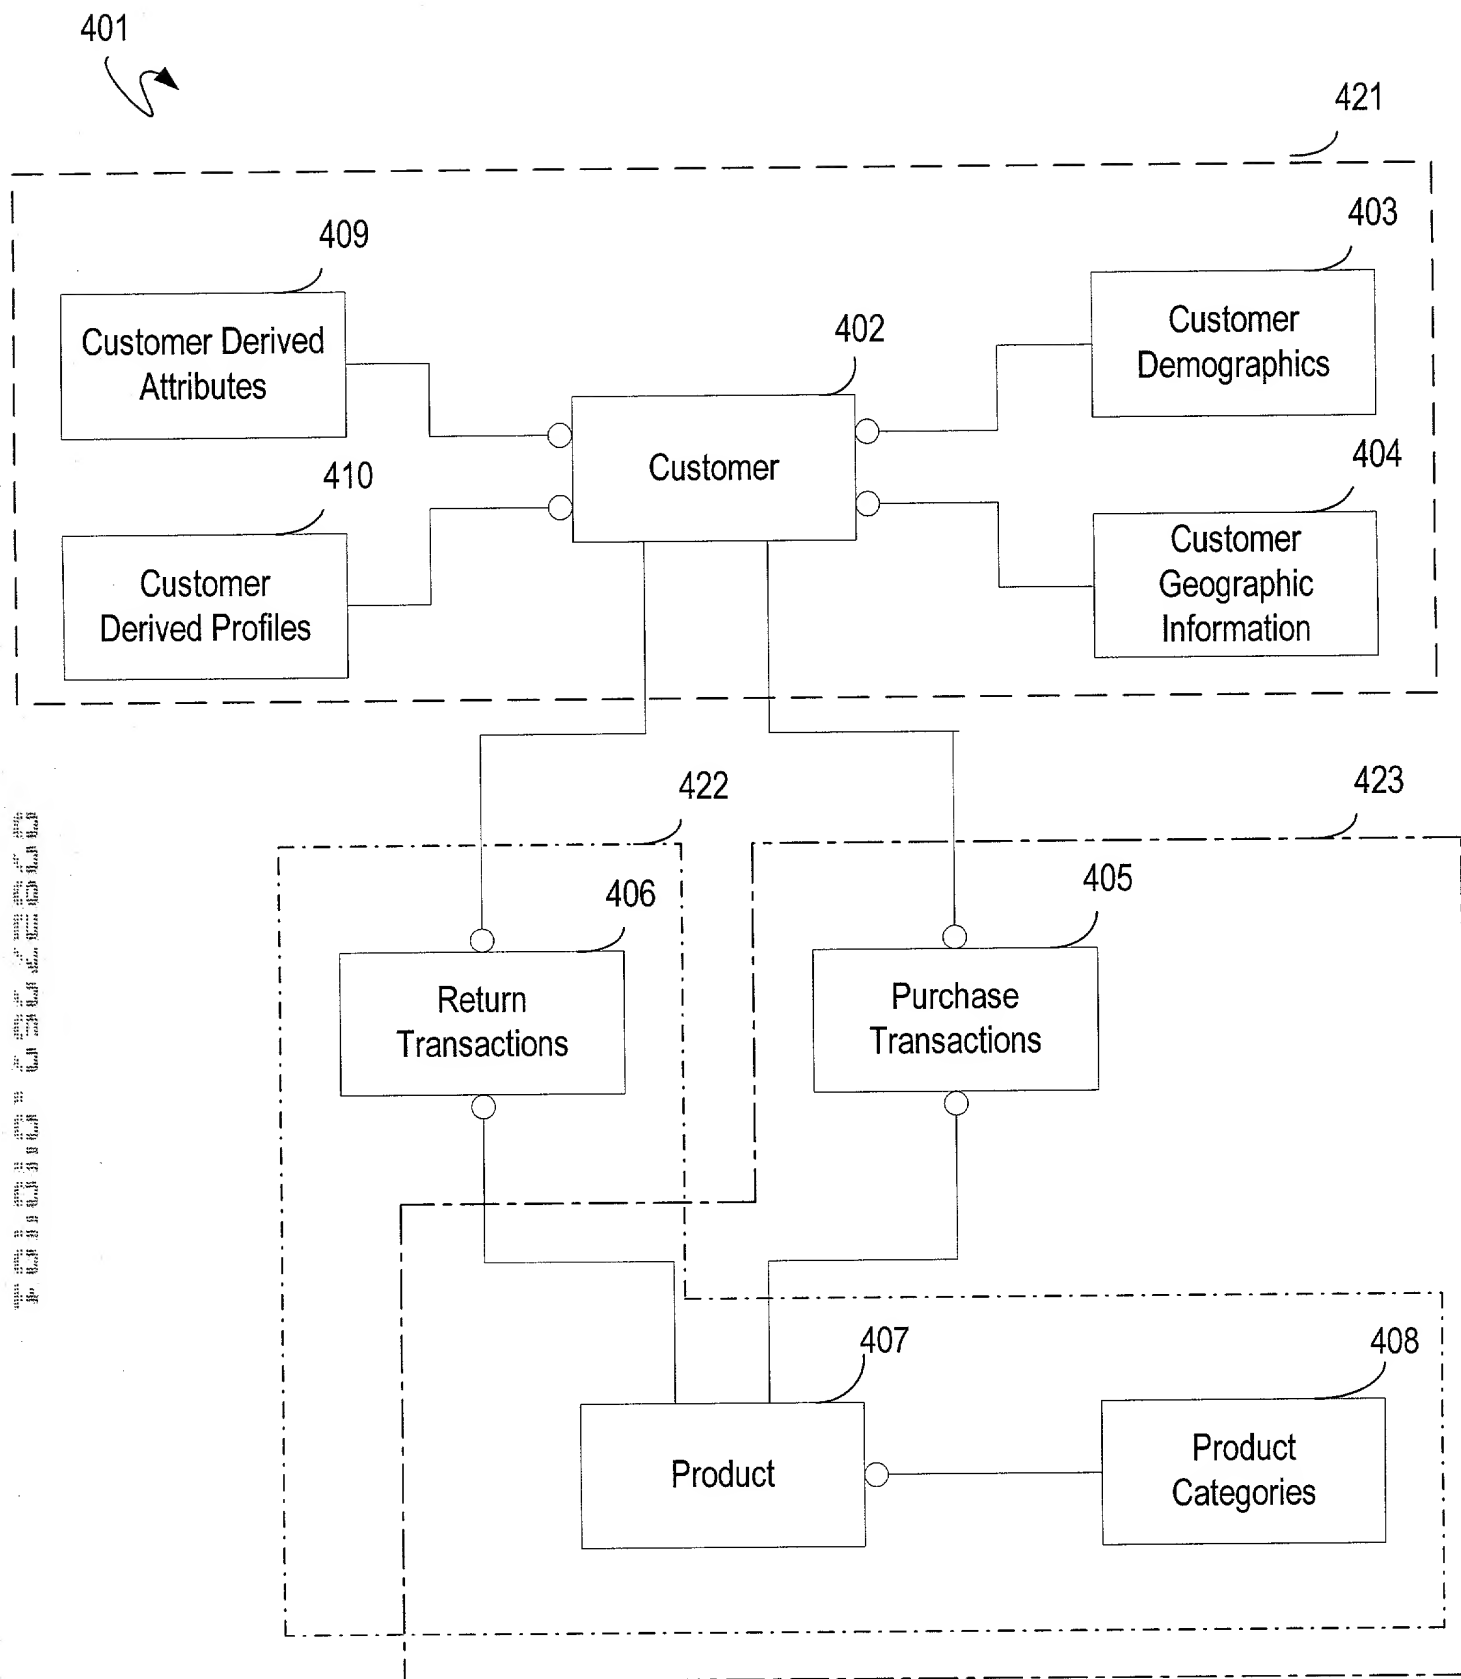 401
421
409
403
Customer Derived
Attributes
402
Customer
Demographics
410
Customer
404
Customer
Derived Profiles
Customer
Geographic
Information
422
423
406
405
Return
Transactions
Purchase
Transactions
407
408
Product
Product
Categories